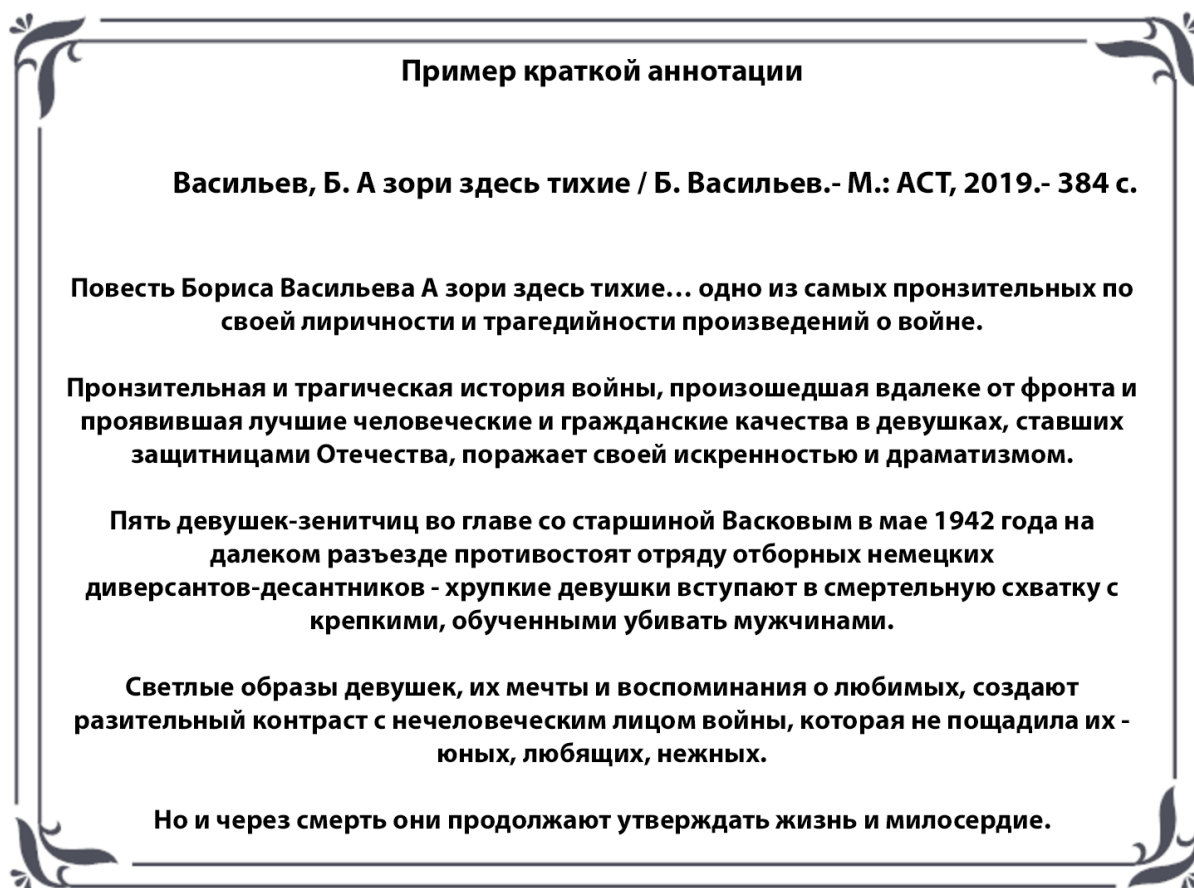 Пример краткой аннотации
Васильев, Б. А зори здесь тихие / Б. Васильев.- М.: АСТ, 2019.- 384 с.
Повесть Бориса Васильева А зори здесь тихие… одно из самых пронзительных по
своей лиричности и трагедийности произведений о войне.
Пронзительная и трагическая история войны, произошедшая вдалеке от фронта и
проявившая лучшие человеческие и гражданские качества в девушках, ставших
защитницами Отечества, поражает своей искренностью и драматизмом.
Пять девушек-зенитчиц во главе со старшиной Васковым в мае 1942 года на
далеком разъезде противостоят отряду отборных немецких
диверсантов-десантников - хрупкие девушки вступают в смертельную схватку с
крепкими, обученными убивать мужчинами.
Светлые образы девушек, их мечты и воспоминания о любимых, создают
разительный контраст с нечеловеческим лицом войны, которая не пощадила их -
юных, любящих, нежных.
Но и через смерть они продолжают утверждать жизнь и милосердие.